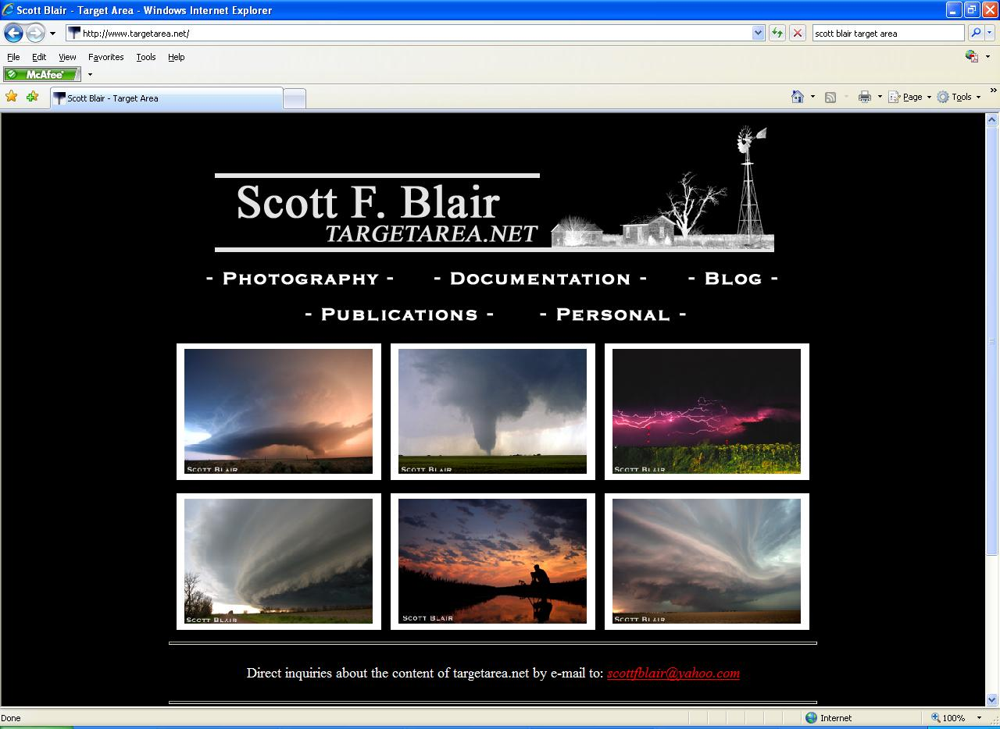 Scott Blair - Target Area - Windows Internet Explorer
http://www.targetarea.net/
scott blair target area
File Edit View Favorites Tools Help
McAfee
Scott Blair - Target Area
Page Tools
Scott F. Blair
TARGETAREA.NET
- PHOTOGRAPHY - - DOCUMENTATION - - BLOG -
- PUBLICATIONS - - PERSONAL -
SCOTT BLAIR SCOTT BLAIR SCOTT BLAIR
SCOTT BLAIR SCOTT BLAIR SCOTT BLAIR
Direct inquiries about the content of targetarea.net by e-mail to: scottfblair@yahoo.com
Done Internet 100%